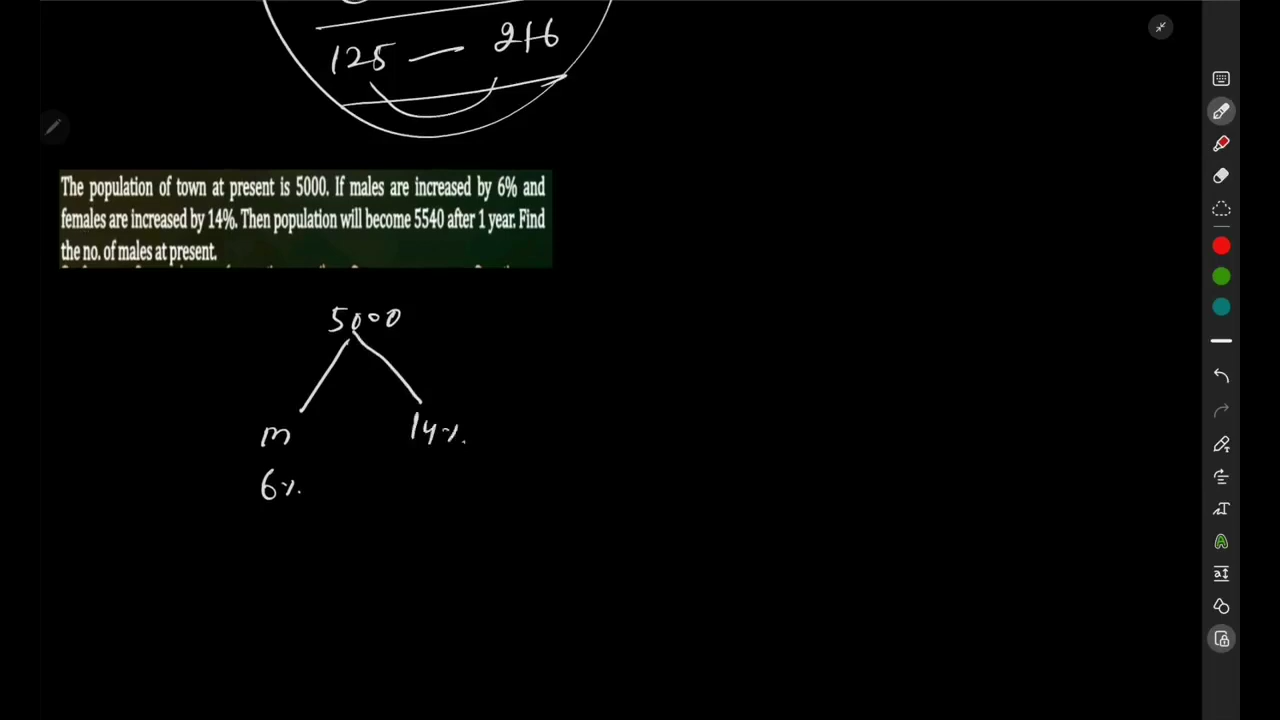 125 — 216
The population of town at present is 5000. If males are increased by 6% and
females are increased by 14%. Then population will become 5540 after 1 year. Find
the no. of males at present.
5000
m 14%.
6%.